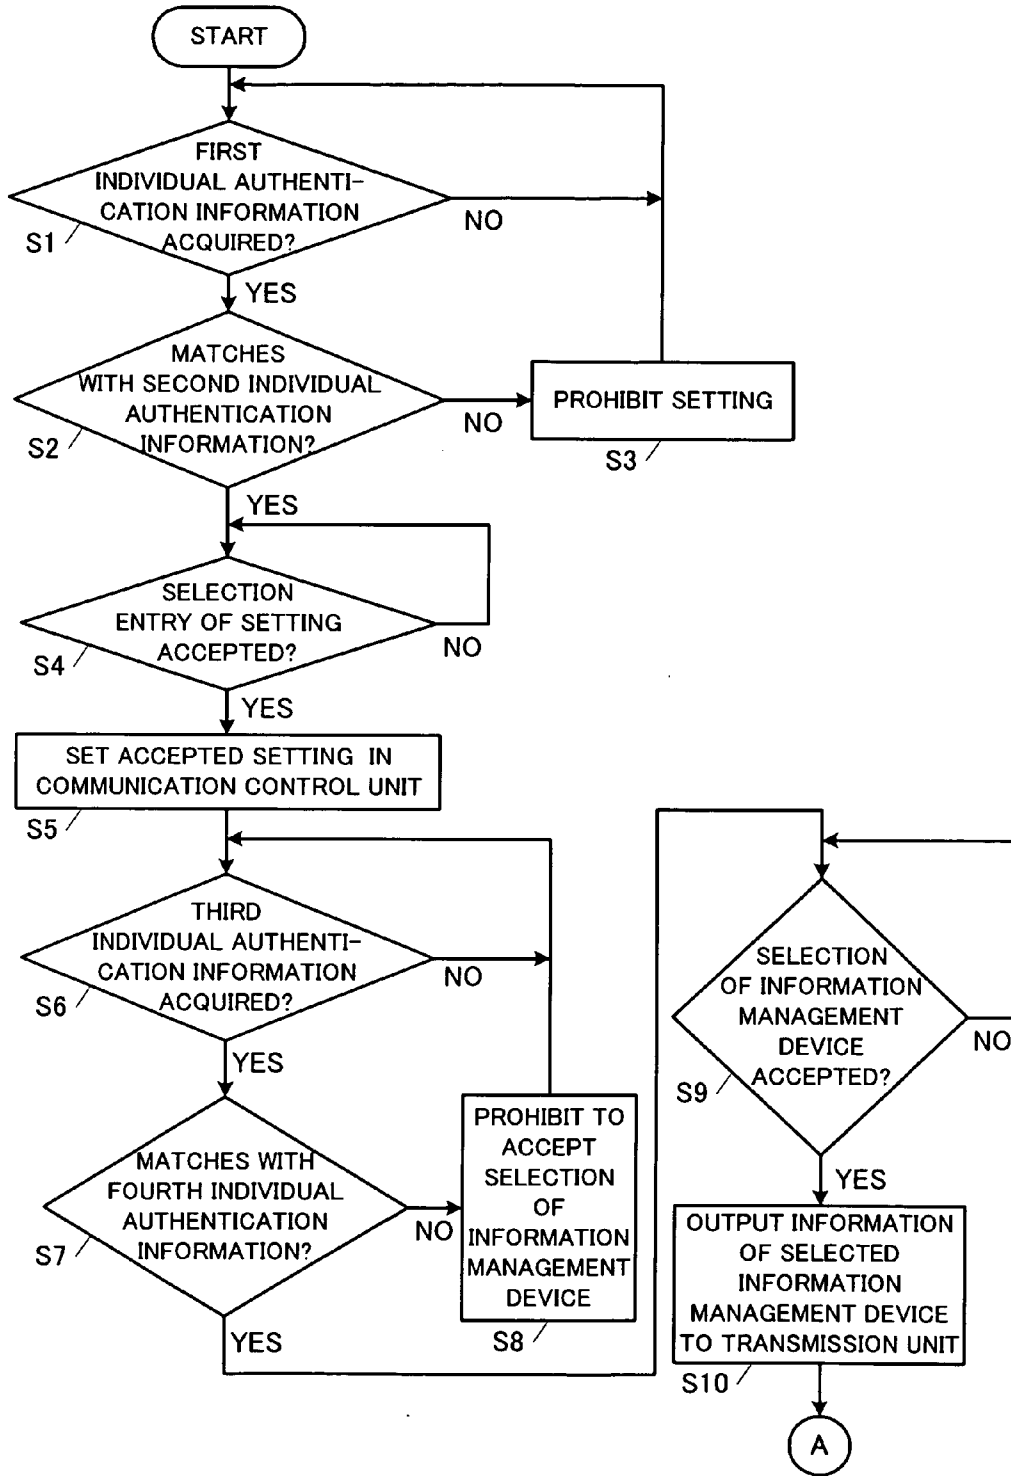 START
FIRST
INDIVIDUAL AUTHENTI-
CATION INFORMATION
ACQUIRED?
S1
NO
YES
MATCHES
WITH SECOND INDIVIDUAL
AUTHENTICATION
INFORMATION?
S2
NO
PROHIBIT SETTING
S3
YES
SELECTION
ENTRY OF SETTING
ACCEPTED?
S4
NO
YES
SET ACCEPTED SETTING IN
COMMUNICATION CONTROL UNIT
S5
THIRD
INDIVIDUAL AUTHENTI-
CATION INFORMATION
ACQUIRED?
S6
NO
YES
MATCHES WITH
FOURTH INDIVIDUAL
AUTHENTICATION
INFORMATION?
S7
NO
PROHIBIT TO
ACCEPT
SELECTION
OF
INFORMATION
MANAGEMENT
DEVICE
S8
YES
SELECTION
OF INFORMATION
MANAGEMENT
DEVICE
ACCEPTED?
S9
NO
YES
OUTPUT INFORMATION
OF SELECTED
INFORMATION
MANAGEMENT DEVICE
TO TRANSMISSION UNIT
S10
A